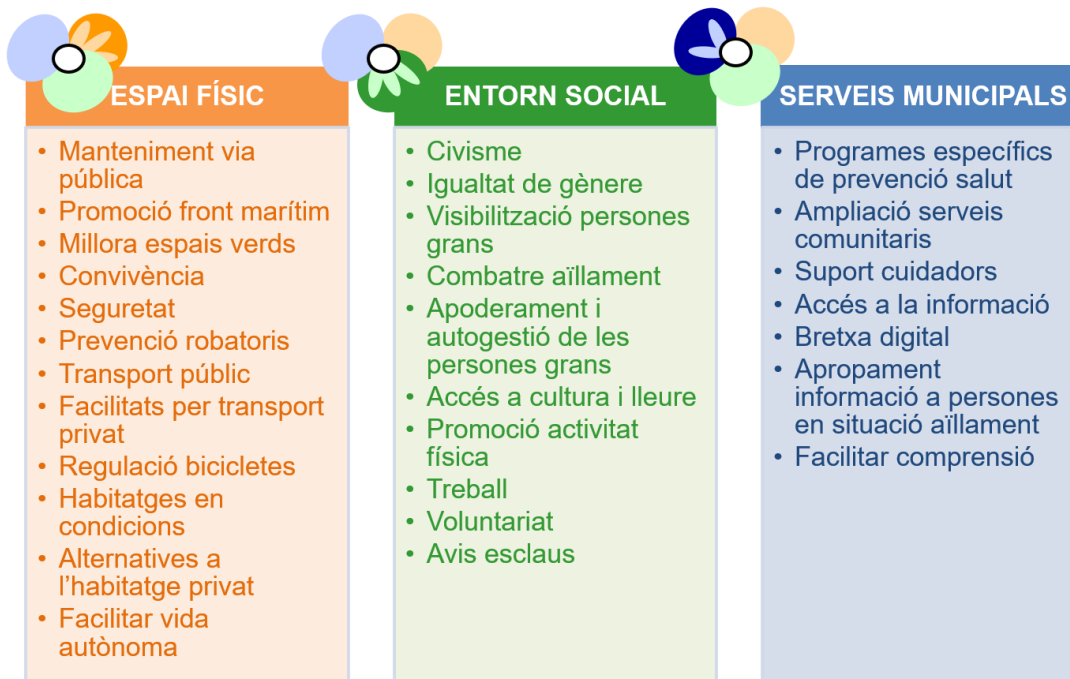 ESPAI FÍSIC
• Manteniment via
pública
• Promoció front marítim
• Millora espais verds
• Convivència
• Seguretat
• Prevenció robatoris
• Transport públic
• Facilitats per transport
privat
• Regulació bicicletes
• Habitatges en
condicions
• Alternatives a
l’habitatge privat
• Facilitar vida
autònoma
ENTORN SOCIAL
• Civisme
• Igualtat de gènere
• Visibilització persones
grans
• Combatre aïllament
• Apoderament i
autogestió de les
persones grans
• Accés a cultura i lleure
• Promoció activitat
física
• Treball
• Voluntariat
• Avis esclaus
SERVEIS MUNICIPALS
• Programes específics
de prevenció salut
• Ampliació serveis
comunitaris
• Suport cuidadors
• Accés a la informació
• Bretxa digital
• Apropament
informació a persones
en situació aïllament
• Facilitar comprensió